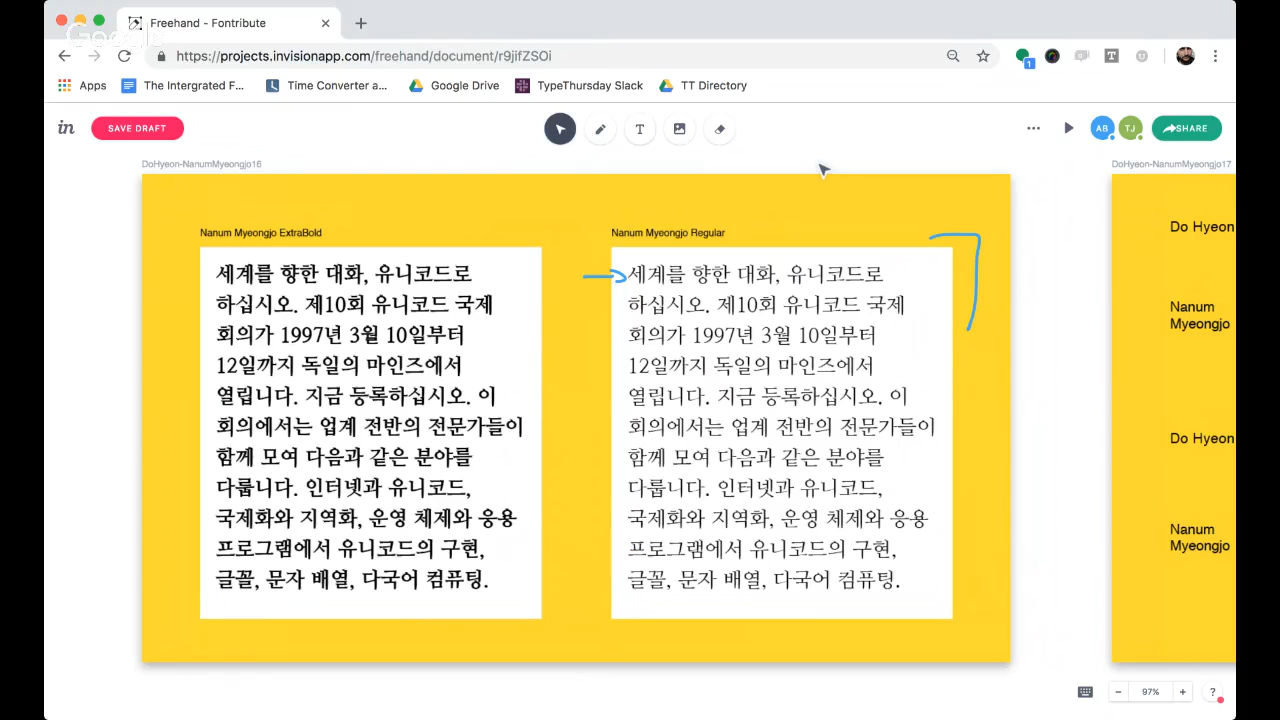 Freehand - Fontribute
https://projects.invisionapp.com/freehand/document/r9jifZSOi
1
Apps
The Intergrated F...
Time Converter a...
Google Drive
TypeThursday Slack
TT Directory
in
SAVE DRAFT
T
AB
TJ
SHARE
DoHyeon-NanumMyeongjo16
DoHyeon-NanumMyeongjo17
Nanum Myeongjo ExtraBold
세계를 향한 대화, 유니코드로
하십시오. 제10회 유니코드 국제
회의가 1997년 3월 10일부터
12일까지 독일의 마인즈에서
열립니다. 지금 등록하십시오. 이
회의에서는 업계 전반의 전문가들이
함께 모여 다음과 같은 분야를
다룹니다. 인터넷과 유니코드,
국제화와 지역화, 운영 체제와 응용
프로그램에서 유니코드의 구현,
글꼴, 문자 배열, 다국어 컴퓨팅.
Nanum Myeongjo Regular
세계를 향한 대화, 유니코드로
하십시오. 제10회 유니코드 국제
회의가 1997년 3월 10일부터
12일까지 독일의 마인즈에서
열립니다. 지금 등록하십시오. 이
회의에서는 업계 전반의 전문가들이
함께 모여 다음과 같은 분야를
다룹니다. 인터넷과 유니코드,
국제화와 지역화, 운영 체제와 응용
프로그램에서 유니코드의 구현,
글꼴, 문자 배열, 다국어 컴퓨팅.
Do Hyeon
Nanum
Myeongjo
Do Hyeon
Nanum
Myeongjo
97%
?